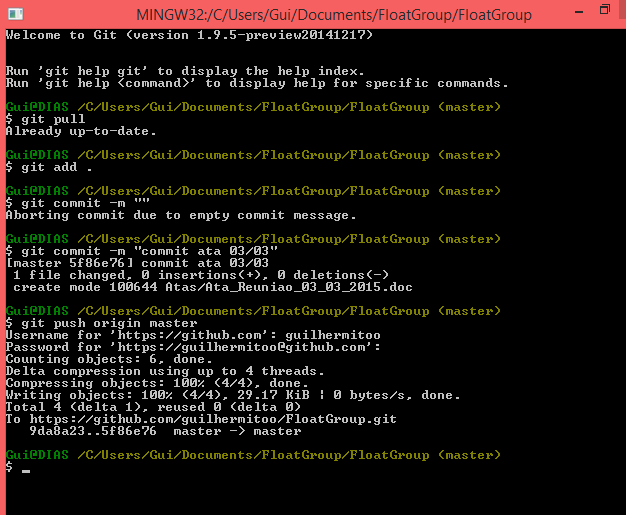 MINGW32:/C/Users/Gui/Documents/FloatGroup/FloatGroup
Welcome to Git (version 1.9.5-preview20141217)
Run 'git help git' to display the help index.
Run 'git help <command>' to display help for specific commands.
Gui@DIAS /C/Users/Gui/Documents/FloatGroup/FloatGroup (master)
$ git pull
Already up-to-date.
Gui@DIAS /C/Users/Gui/Documents/FloatGroup/FloatGroup (master)
$ git add .
Gui@DIAS /C/Users/Gui/Documents/FloatGroup/FloatGroup (master)
$ git commit -m ""
Aborting commit due to empty commit message.
Gui@DIAS /C/Users/Gui/Documents/FloatGroup/FloatGroup (master)
$ git commit -m "commit ata 03/03"
[master 5f86e76] commit ata 03/03
 1 file changed, 0 insertions(+), 0 deletions(-)
 create mode 100644 Atas/Ata_Reuniao_03_03_2015.doc
Gui@DIAS /C/Users/Gui/Documents/FloatGroup/FloatGroup (master)
$ git push origin master
Username for 'https://github.com': guilhermitoo
Password for 'https://guilhermitoo@github.com':
Counting objects: 6, done.
Delta compression using up to 4 threads.
Compressing objects: 100% (4/4), done.
Writing objects: 100% (4/4), 29.17 KiB | 0 bytes/s, done.
Total 4 (delta 1), reused 0 (delta 0)
To https://github.com/guilhermitoo/FloatGroup.git
   9da8a23..5f86e76  master -> master
Gui@DIAS /C/Users/Gui/Documents/FloatGroup/FloatGroup (master)
$ _